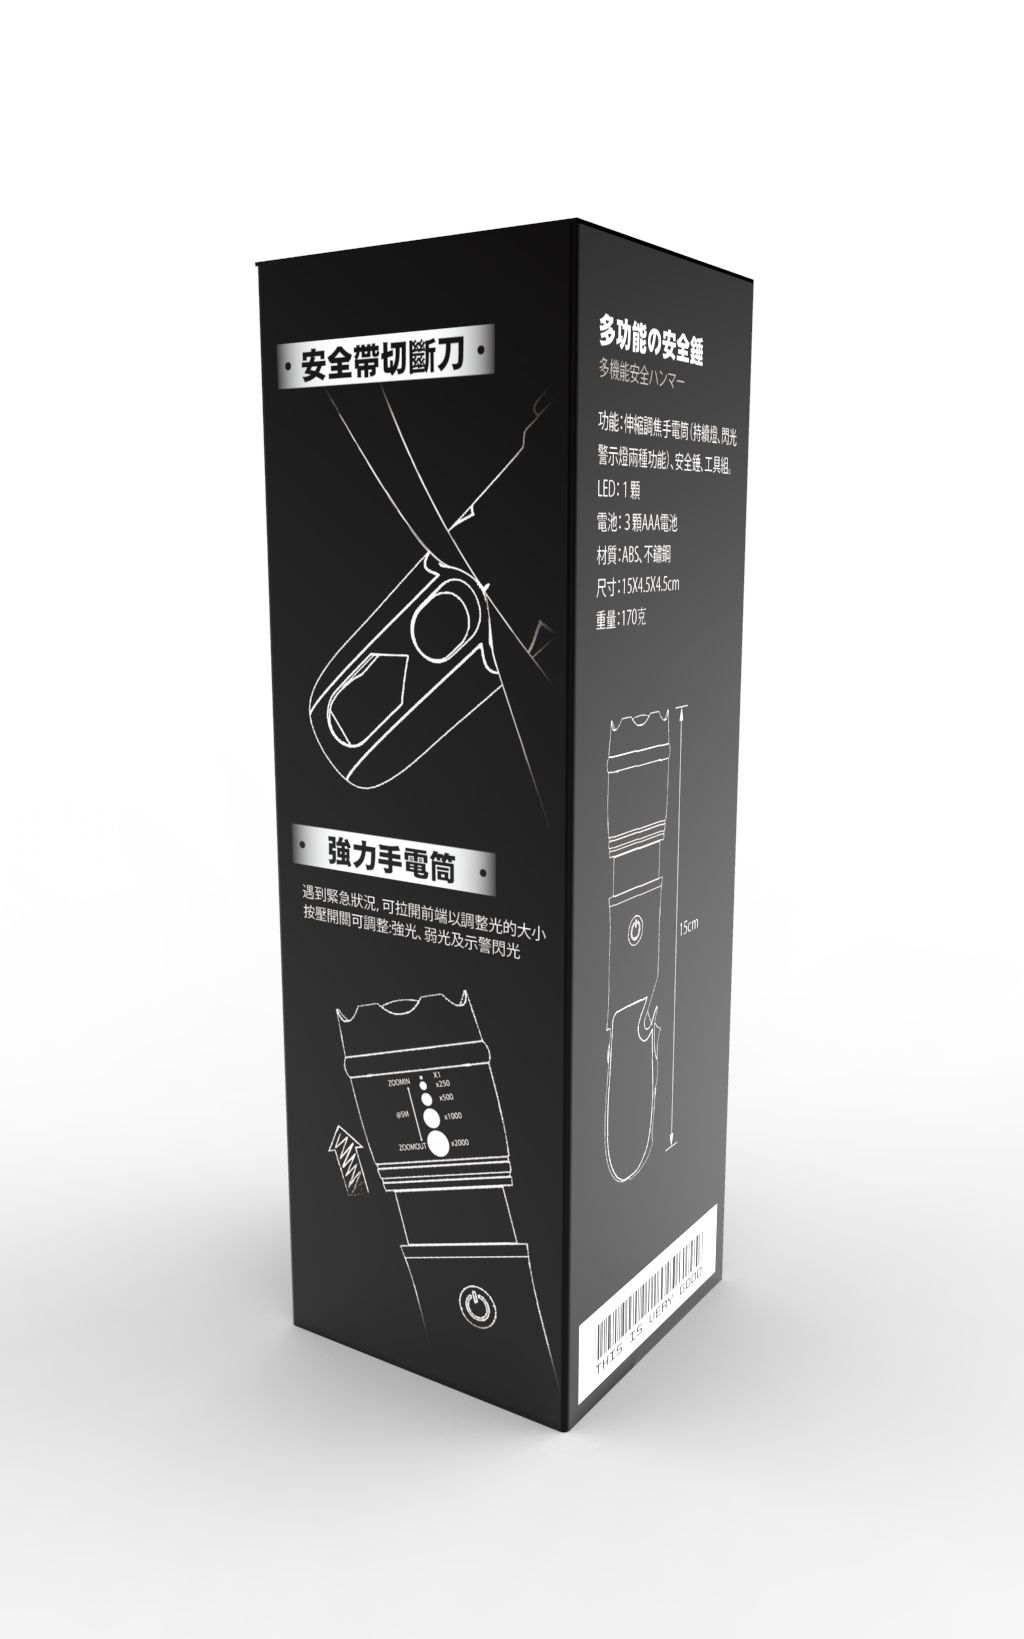 安全帶切斷刀
強力手電筒
遇到緊急狀況,可拉開前端以調整光的大小
按壓開關可調整:強光、弱光及示警閃光
ZOOMIN
X1
x250
x500
@5M
x1000
ZOOMOUT
x2000
多功能の安全錘
多機能安全ハンマー
功能:伸縮調焦手電筒(持續燈、閃光
警示燈兩種功能)、安全錘、工具組。
LED:1顆
電池:3顆AAA電池
材質:ABS、不鏽鋼
尺寸:15X4.5X4.5cm
重量:170克
15cm
THIS IS VERY GOOD